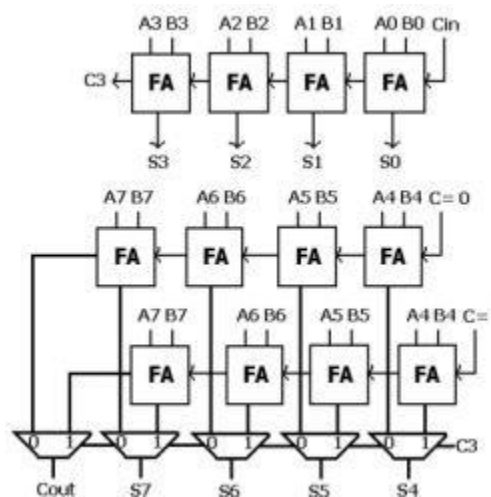 A3 B3 A2 B2 A1 B1 A0 B0 Cin
C3 FA FA FA FA
S3 S2 S1 S0
A7 B7 A6 B6 A5 B5 A4 B4 C= 0
FA FA FA FA
A7 B7 A6 B6 A5 B5 A4 B4 C=
FA FA FA FA
0 1 0 1 0 1 0 1 0 1 C3
Cout S7 S6 S5 S4